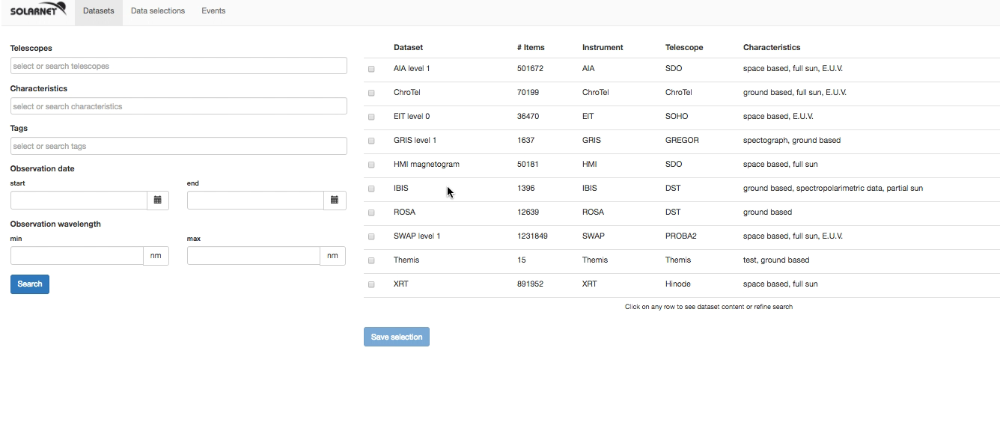 SOLARNET Datasets Data selections Events
Telescopes
select or search telescopes
Characteristics
select or search characteristics
Tags
select or search tags
Observation date
start end
Observation wavelength
min max
nm nm
Search
Dataset # Items Instrument Telescope Characteristics
AIA level 1 501672 AIA SDO space based, full sun, E.U.V.
ChroTel 70199 ChroTel ChroTel ground based, full sun, E.U.V.
EIT level 0 36470 EIT SOHO space based, E.U.V.
GRIS level 1 1637 GRIS GREGOR spectograph, ground based
HMI magnetogram 50181 HMI SDO space based, full sun
IBIS 1396 IBIS DST ground based, spectropolarimetric data, partial sun
ROSA 12639 ROSA DST ground based
SWAP level 1 1231849 SWAP PROBA2 space based, full sun, E.U.V.
Themis 15 Themis Themis test, ground based
XRT 891952 XRT Hinode space based, full sun
Click on any row to see dataset content or refine search
Save selection